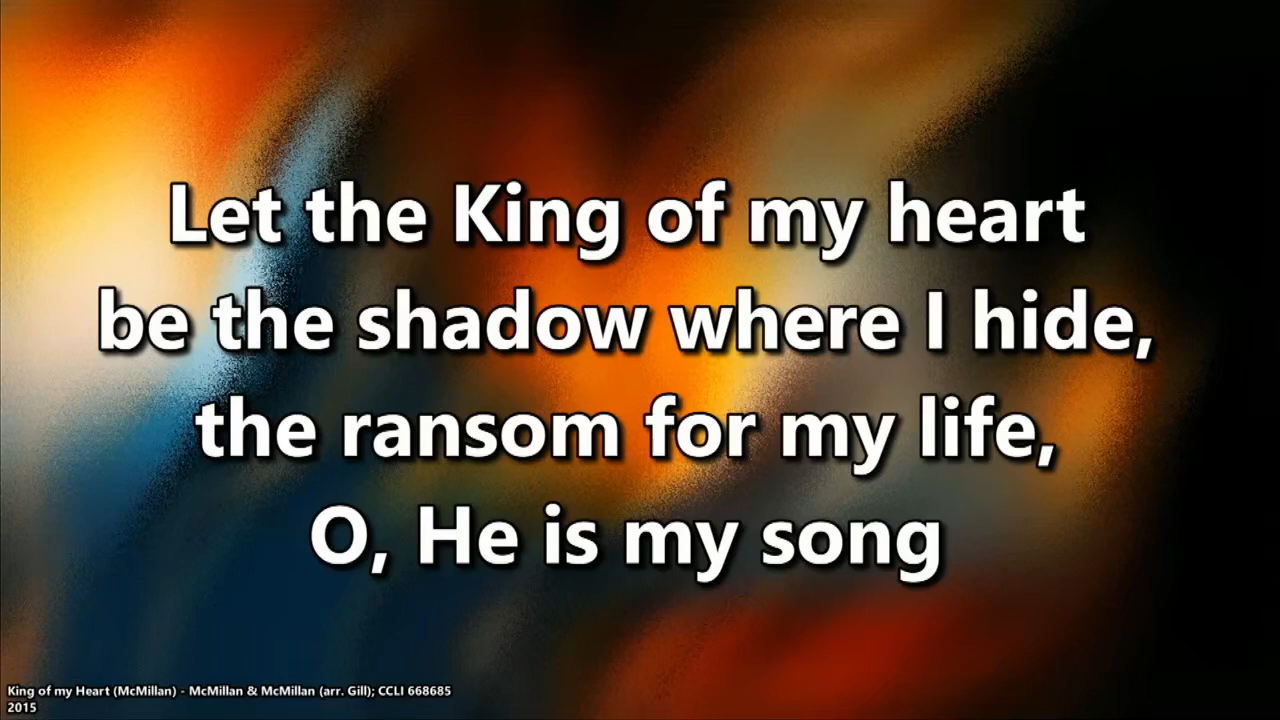 Let the King of my heart
be the shadow where I hide,
the ransom for my life,
O, He is my song
King of my Heart (McMillan) - McMillan & McMillan (arr. Gill); CCLI 668685
2015